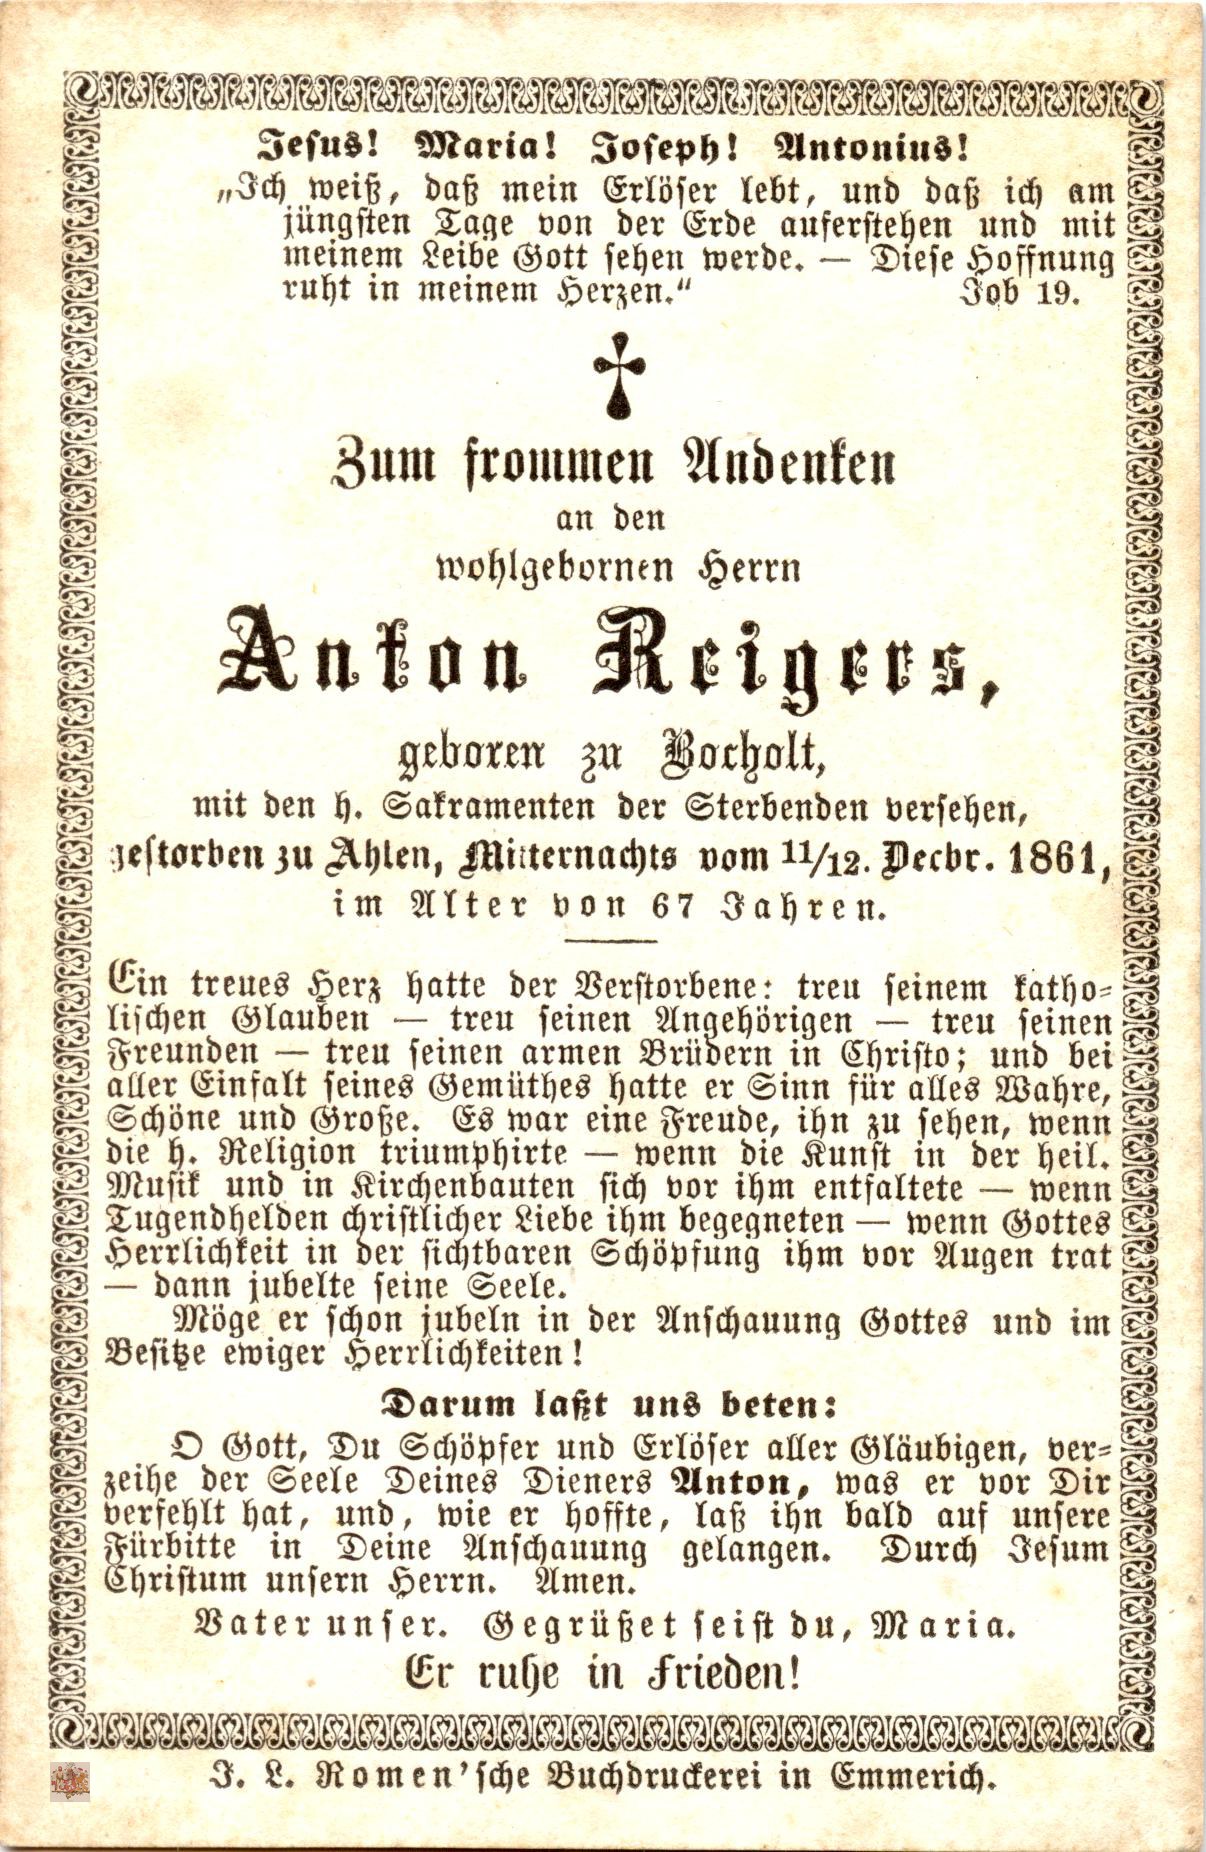 Jesus! Maria! Joseph! Antonius!
„Ich weiß, daß mein Erlöser lebt, und daß ich am
jüngsten Tage von der Erde auferstehen und mit
meinem Leibe Gott sehen werde. — Diese Hoffnung
ruht in meinem Herzen.“ Job 19.
Zum frommen Andenken
an den
wohlgebornen Herrn
Anton Reigers,
geboren zu Bocholt,
mit den h. Sakramenten der Sterbenden versehen,
gestorben zu Ahlen, Mitternachts vom 11/12. Decbr. 1861,
im Alter von 67 Jahren.
Ein treues Herz hatte der Verstorbene: treu seinem katho-
lischen Glauben — treu seinen Angehörigen — treu seinen
Freunden — treu seinen armen Brüdern in Christo; und bei
aller Einfalt seines Gemüthes hatte er Sinn für alles Wahre,
Schöne und Große. Es war eine Freude, ihn zu sehen, wenn
die h. Religion triumphirte — wenn die Kunst in der heil.
Musik und in Kirchenbauten sich vor ihm entfaltete — wenn
Tugendhelden christlicher Liebe ihm begegneten — wenn Gottes
Herrlichkeit in der sichtbaren Schöpfung ihm vor Augen trat
— dann jubelte seine Seele.
Möge er schon jubeln in der Anschauung Gottes und im
Besitze ewiger Herrlichkeiten!
Darum laßt uns beten:
O Gott, Du Schöpfer und Erlöser aller Gläubigen, ver-
zeihe der Seele Deines Dieners Anton, was er vor Dir
verfehlt hat, und, wie er hoffte, laß ihn bald auf unsere
Fürbitte in Deine Anschauung gelangen. Durch Jesum
Christum unsern Herrn. Amen.
Vater unser. Gegrüßet seist du, Maria.
Er ruhe in Frieden!
J. L. Romen'sche Buchdruckerei in Emmerich.